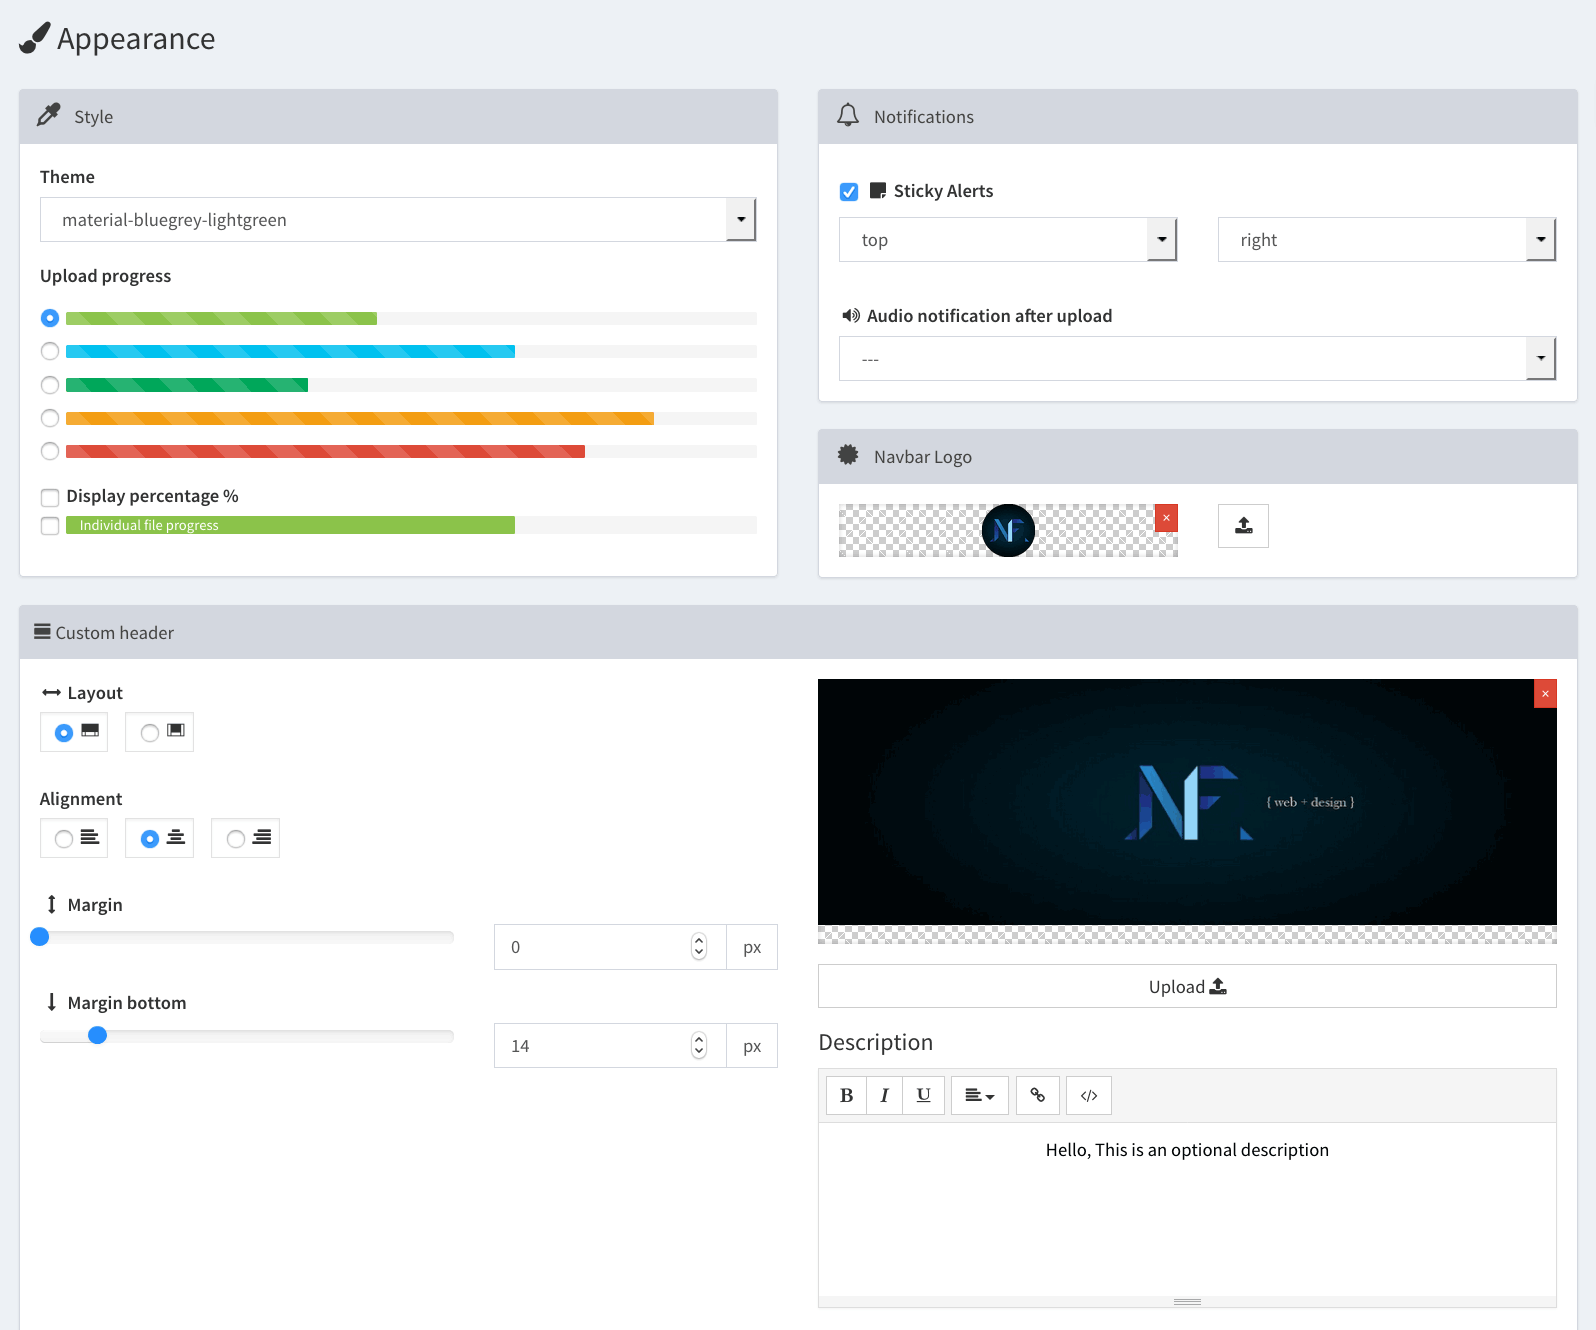 Appearance
Style
Theme
material-bluegrey-lightgreen
Upload progress
Display percentage %
Individual file progress
Notifications
Sticky Alerts
top
right
Audio notification after upload
---
Navbar Logo
NF
×
Custom header
Layout
Alignment
Margin
0
px
Margin bottom
14
px
×
NF
{ web + design }
Upload
Description
B I U </>
Hello, This is an optional description